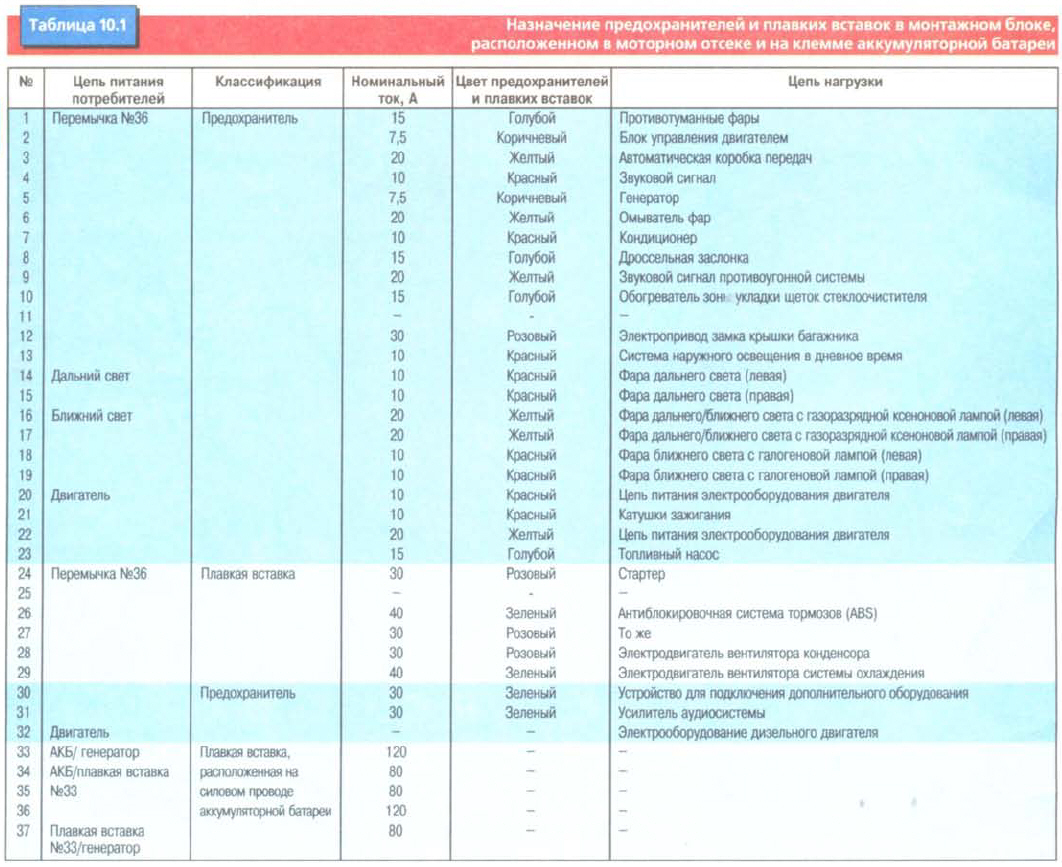 Таблица 10.1
Назначение предохранителей и плавких вставок в монтажном блоке,
расположенном в моторном отсеке и на клемме аккумуляторной батареи
№ Цепь питания потребителей Классификация Номинальный ток, А Цвет предохранителей и плавких вставок Цепь нагрузки
1 Перемычка №36 Предохранитель 15 Голубой Противотуманные фары
2 7,5 Коричневый Блок управления двигателем
3 20 Желтый Автоматическая коробка передач
4 10 Красный Звуковой сигнал
5 7,5 Коричневый Генератор
6 20 Желтый Омыватель фар
7 10 Красный Кондиционер
8 15 Голубой Дроссельная заслонка
9 20 Желтый Звуковой сигнал противоугонной системы
10 15 Голубой Обогреватель зоны укладки щеток стеклоочистителя
11 – - –
12 30 Розовый Электропривод замка крышки багажника
13 10 Красный Система наружного освещения в дневное время
14 Дальний свет 10 Красный Фара дальнего света (левая)
15 10 Красный Фара дальнего света (правая)
16 Ближний свет 20 Желтый Фара дальнего/ближнего света с газоразрядной ксеноновой лампой (левая)
17 20 Желтый Фара дальнего/ближнего света с газоразрядной ксеноновой лампой (правая)
18 10 Красный Фара ближнего света с галогеновой лампой (левая)
19 10 Красный Фара ближнего света с галогеновой лампой (правая)
20 Двигатель 10 Красный Цепь питания электрооборудования двигателя
21 10 Красный Катушки зажигания
22 20 Желтый Цепь питания электрооборудования двигателя
23 15 Голубой Топливный насос
24 Перемычка №36 Плавкая вставка 30 Розовый Стартер
25 – - –
26 40 Зеленый Антиблокировочная система тормозов (ABS)
27 30 Розовый То же
28 30 Розовый Электродвигатель вентилятора конденсора
29 40 Зеленый Электродвигатель вентилятора системы охлаждения
30 Предохранитель 30 Зеленый Устройство для подключения дополнительного оборудования
31 30 Зеленый Усилитель аудиосистемы
32 Двигатель – – Электрооборудование дизельного двигателя
33 АКБ/ генератор Плавкая вставка, 120 – –
34 АКБ/плавкая вставка расположенная на 80 – –
35 №33 силовом проводе 80 – –
36 аккумуляторной батареи 120 – –
37 Плавкая вставка 80 – –
№33/генератор